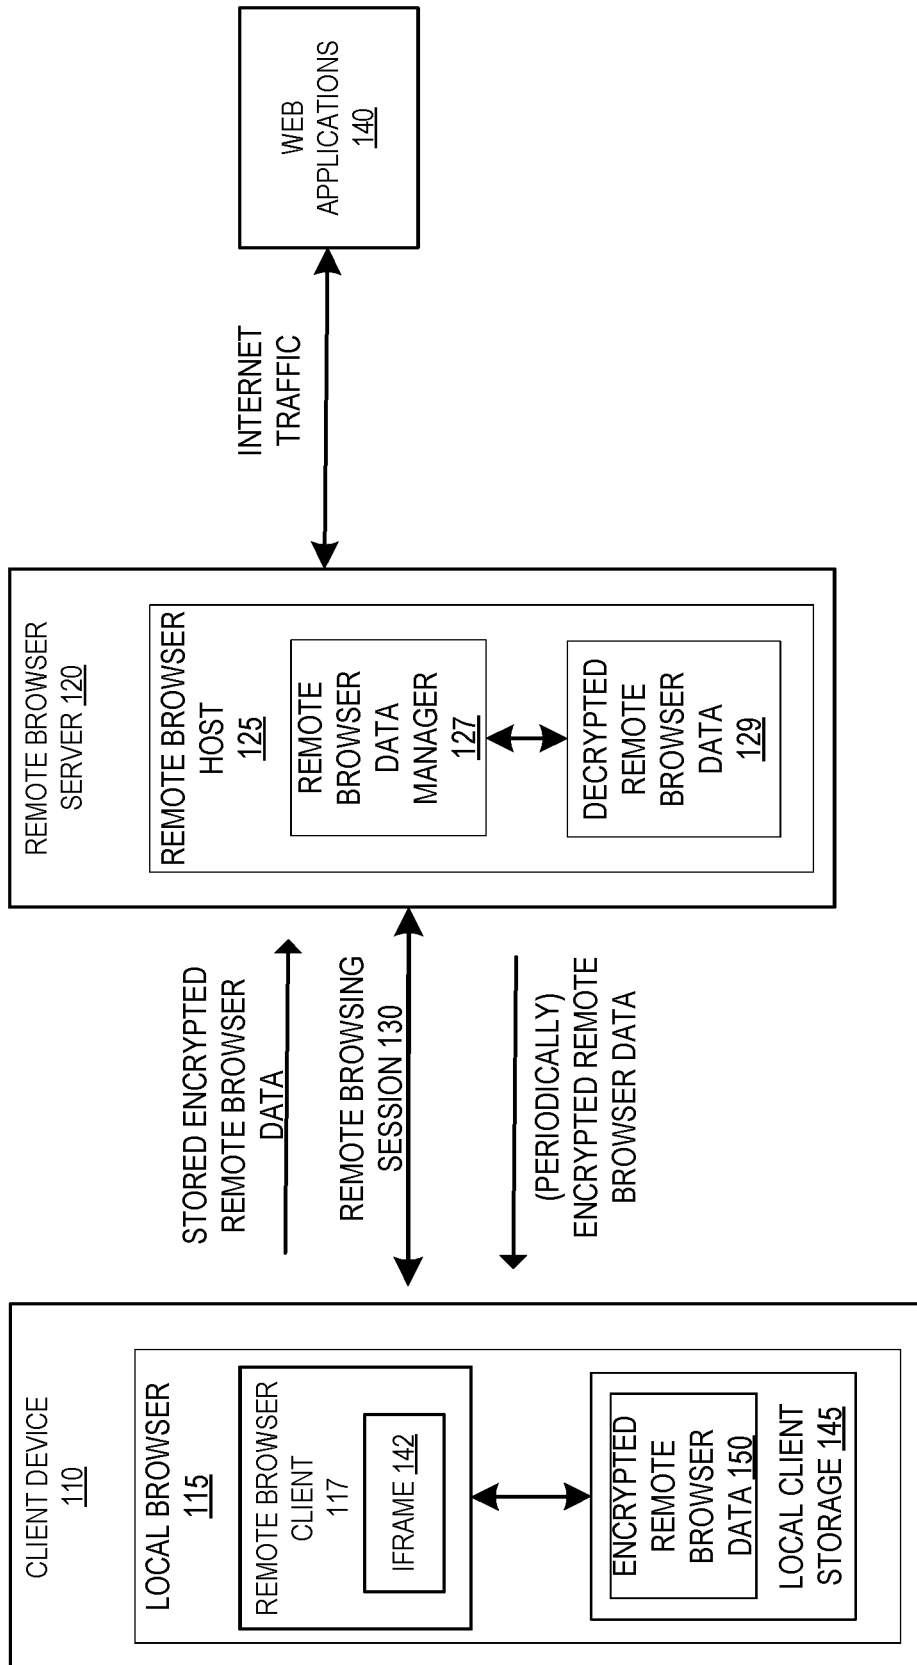 CLIENT DEVICE
110
LOCAL BROWSER
115
REMOTE BROWSER
CLIENT
117
IFRAME 142
ENCRYPTED
REMOTE
BROWSER
DATA 150
LOCAL CLIENT
STORAGE 145
STORED ENCRYPTED
REMOTE BROWSER
DATA
REMOTE BROWSING
SESSION 130
(PERIODICALLY)
ENCRYPTED REMOTE
BROWSER DATA
REMOTE BROWSER
SERVER 120
REMOTE BROWSER
HOST
125
REMOTE
BROWSER
DATA
MANAGER
127
DECRYPTED
REMOTE
BROWSER
DATA
129
INTERNET
TRAFFIC
WEB
APPLICATIONS
140